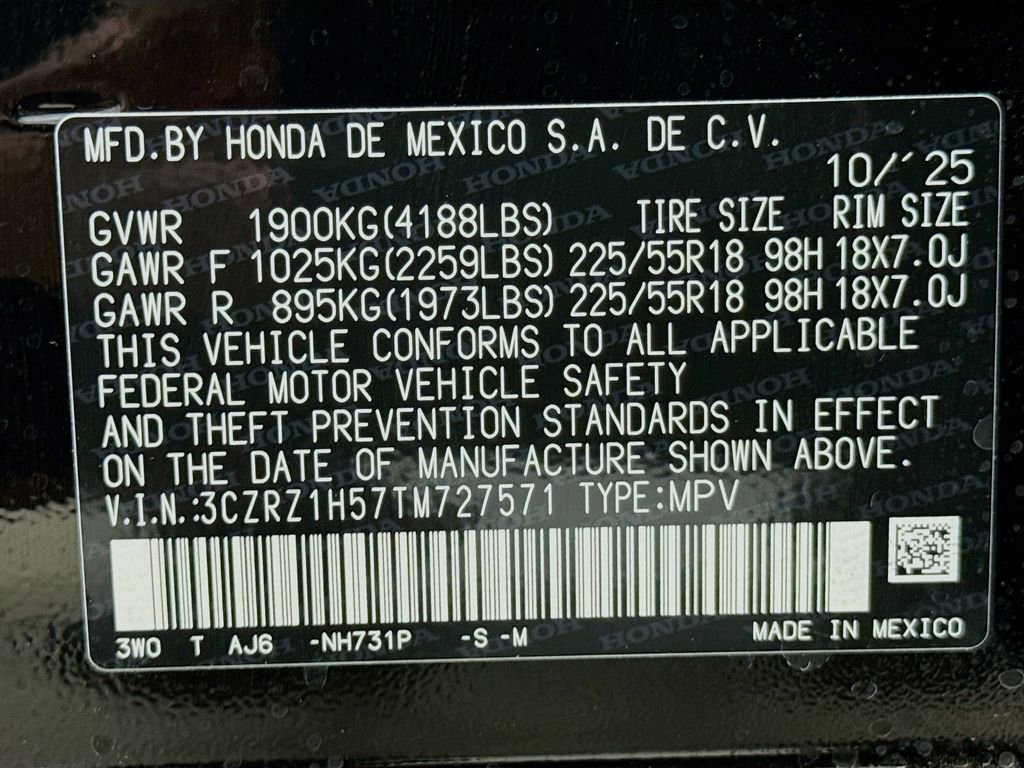 MFD.BY HONDA DE MEXICO S.A. DE C.V.
10/´25
GVWR 1900KG(4188LBS) TIRE SIZE RIM SIZE
GAWR F 1025KG(2259LBS) 225/55R18 98H 18X7.0J
GAWR R 895KG(1973LBS) 225/55R18 98H 18X7.0J
THIS VEHICLE CONFORMS TO ALL APPLICABLE
FEDERAL MOTOR VEHICLE SAFETY
AND THEFT PREVENTION STANDARDS IN EFFECT
ON THE DATE OF MANUFACTURE SHOWN ABOVE.
V.I.N.:3CZRZ1H57TM727571 TYPE:MPV
3W0 T AJ6 -NH731P -S -M MADE IN MEXICO